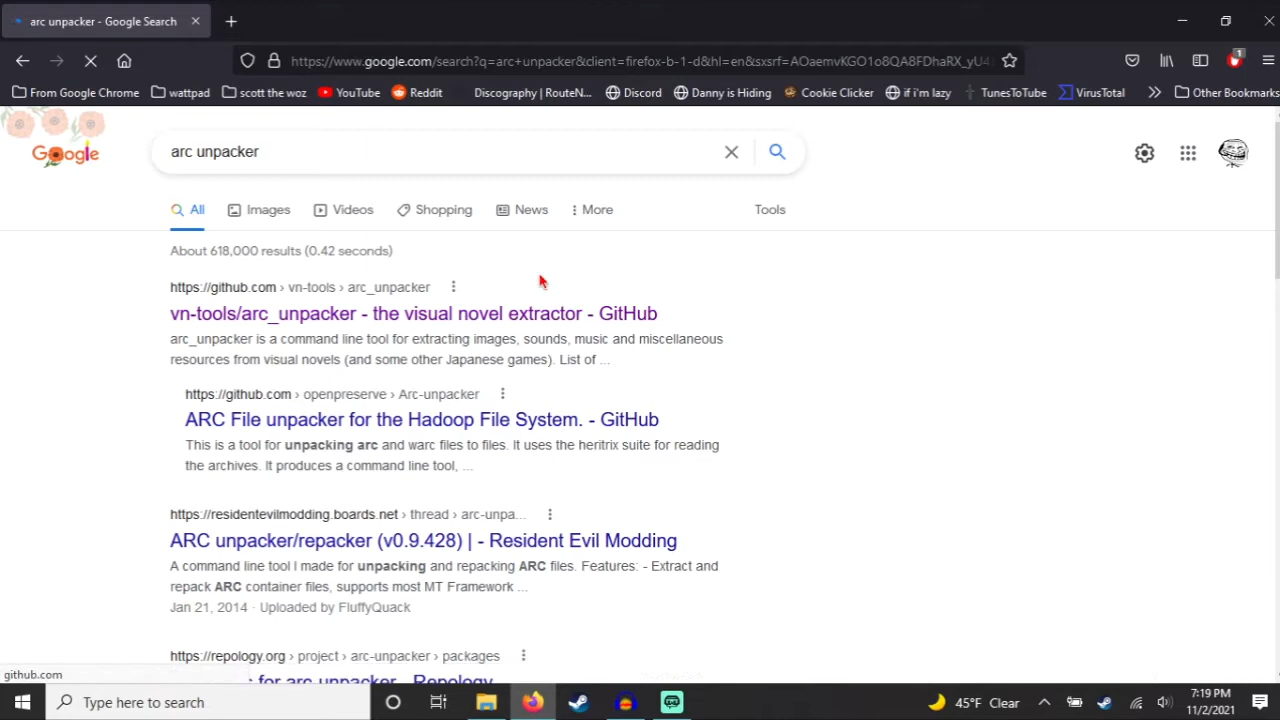 arc unpacker - Google Search
https://www.google.com/search?q=arc+unpacker&client=firefox-b-1-d&hl=en&sxsrf=AOaemvKGO1o8QA8FDhaRX_yU4
1
From Google Chrome wattpad scott the woz YouTube Reddit Discography | RouteN... Discord Danny is Hiding Cookie Clicker if i'm lazy TunesToTube VirusTotal Other Bookmarks
Google
arc unpacker
All Images Videos Shopping News More Tools
About 618,000 results (0.42 seconds)
https://github.com › vn-tools › arc_unpacker
vn-tools/arc_unpacker - the visual novel extractor - GitHub
arc_unpacker is a command line tool for extracting images, sounds, music and miscellaneous
resources from visual novels (and some other Japanese games). List of ...
https://github.com › openpreserve › Arc-unpacker
ARC File unpacker for the Hadoop File System. - GitHub
This is a tool for unpacking arc and warc files to files. It uses the heritrix suite for reading
the archives. It produces a command line tool, ...
https://residentevilmodding.boards.net › thread › arc-unpa...
ARC unpacker/repacker (v0.9.428) | - Resident Evil Modding
A command line tool I made for unpacking and repacking ARC files. Features: - Extract and
repack ARC container files, supports most MT Framework ...
Jan 21, 2014 · Uploaded by FluffyQuack
https://repology.org › project › arc-unpacker › packages
for arc unpacker - Repology
github.com
Type here to search
45°F Clear
7:19 PM
11/2/2021